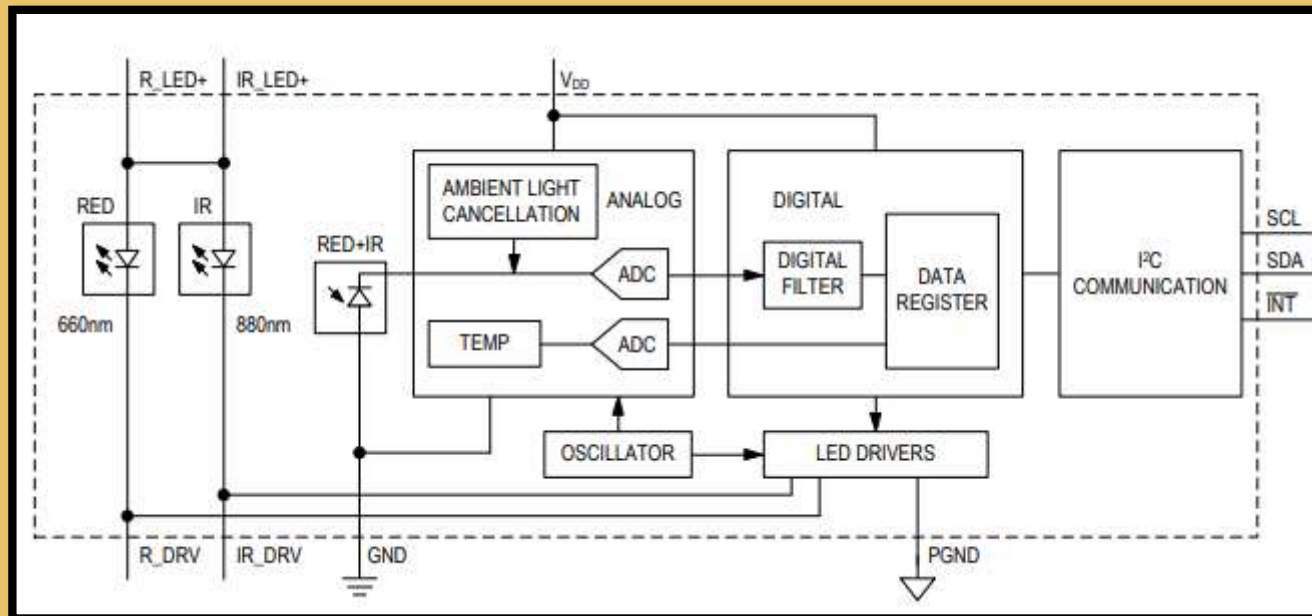 R_LED+
IR_LED+
V_DD
RED
IR
660nm
880nm
RED+IR
AMBIENT LIGHT
CANCELLATION
ANALOG
ADC
TEMP
ADC
DIGITAL
DIGITAL
FILTER
DATA
REGISTER
I²C
COMMUNICATION
SCL
SDA
INT
OSCILLATOR
LED DRIVERS
R_DRV
IR_DRV
GND
PGND